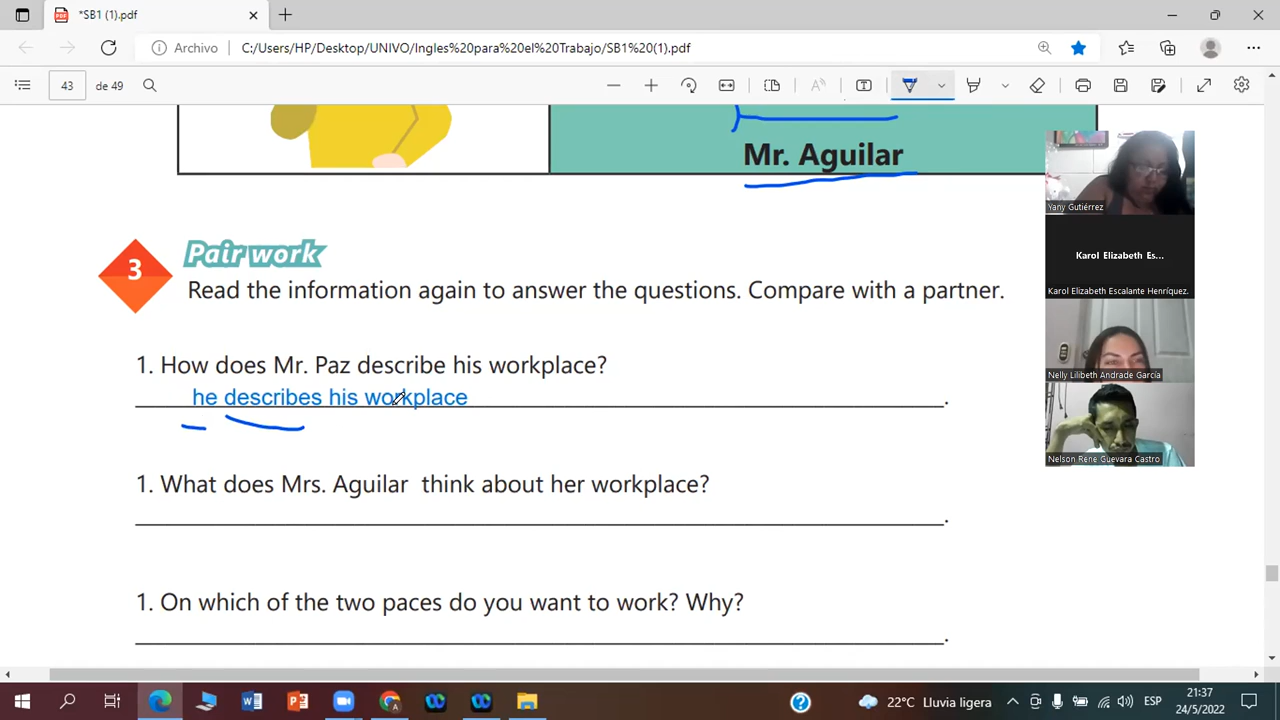 *SB1 (1).pdf
Archivo
C:/Users/HP/Desktop/UNIVO/Ingles%20para%20el%20Trabajo/SB1%20(1).pdf
43
de 49
Mr. Aguilar
3
Pair work
Read the information again to answer the questions. Compare with a partner.
1. How does Mr. Paz describe his workplace?
he describes his workplace
1. What does Mrs. Aguilar think about her workplace?
1. On which of the two paces do you want to work? Why?
Yany Gutiérrez
Karol Elizabeth Es...
Karol Elizabeth Escalante Henríquez.
Nelly Lilibeth Andrade García
Nelson Rene Guevara Castro
22°C Lluvia ligera
ESP
21:37
24/5/2022